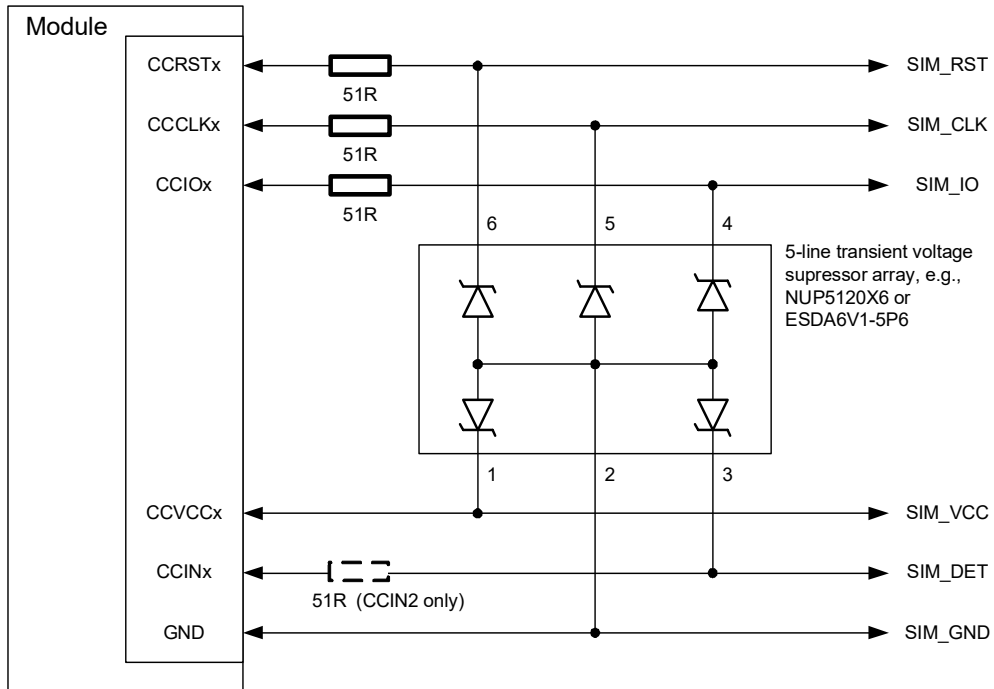 Module
CCRSTx
51R
SIM_RST
CCCLKx
51R
SIM_CLK
CCIOx
51R
SIM_IO
6
5
4
5-line transient voltage
supressor array, e.g.,
NUP5120X6 or
ESDA6V1-5P6
1
2
3
CCVCCx
SIM_VCC
CCINx
51R (CCIN2 only)
SIM_DET
GND
SIM_GND